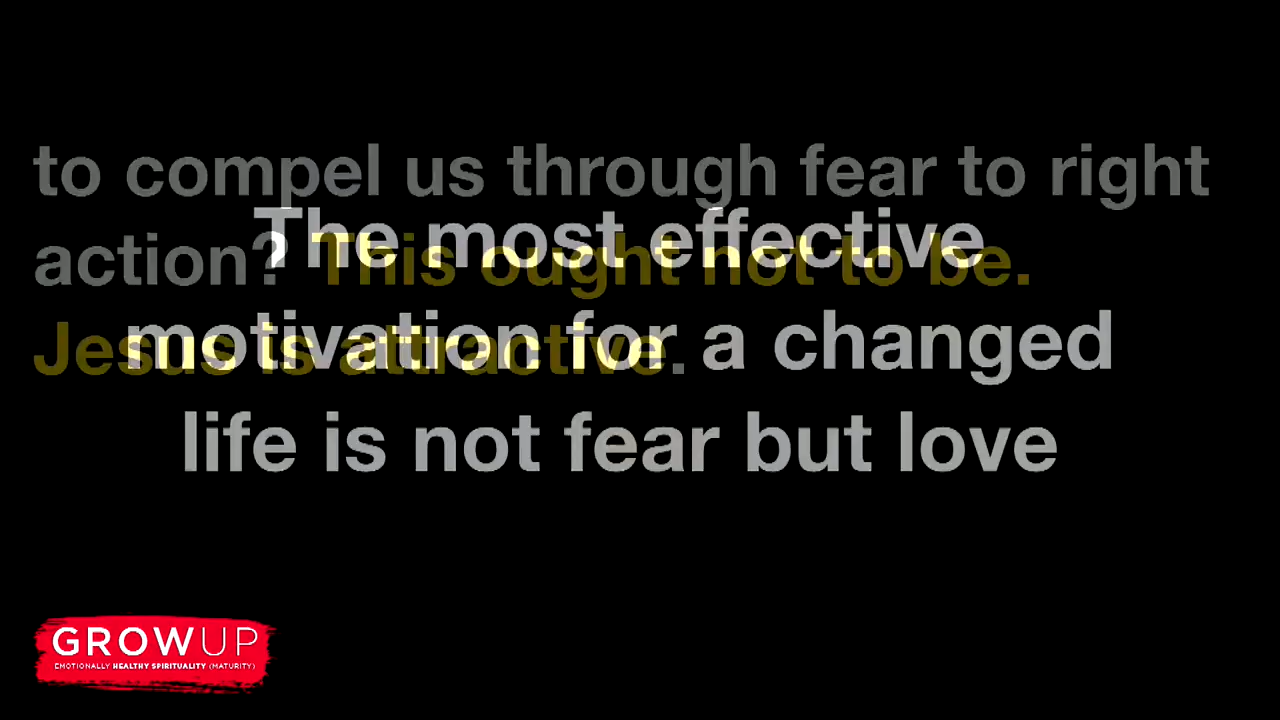 to compel us through fear to right
action? This ought not to be.
Jesus is attractive.
The most effective
motivation for a changed
life is not fear but love
GROWUP
EMOTIONALLY HEALTHY SPIRITUALITY (MATURITY)